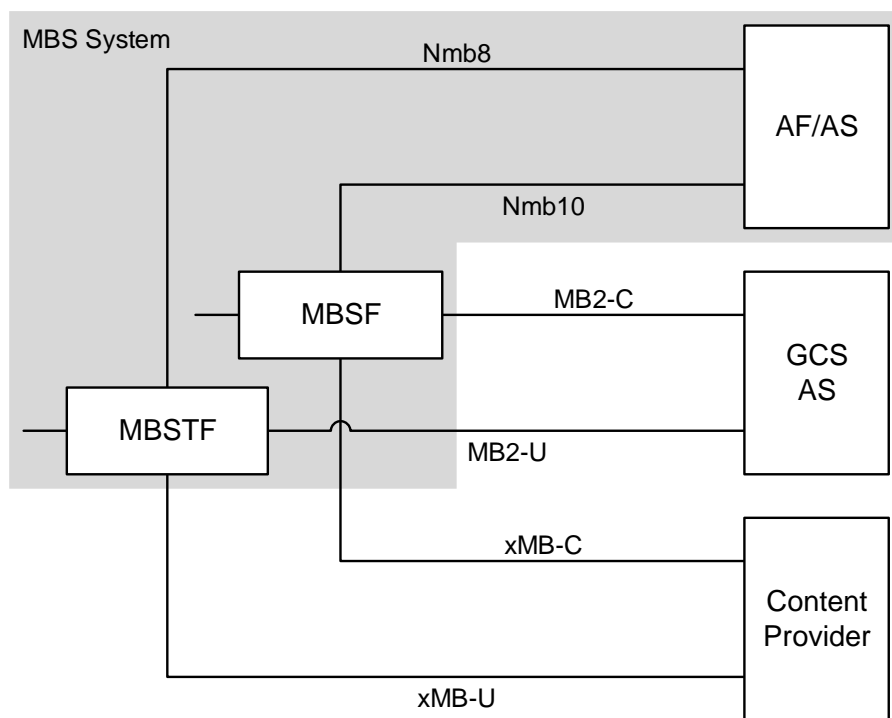 MBS System
Nmb8
AF/AS
Nmb10
MBSF
MB2-C
GCS
AS
MBSTF
MB2-U
xMB-C
Content
Provider
xMB-U